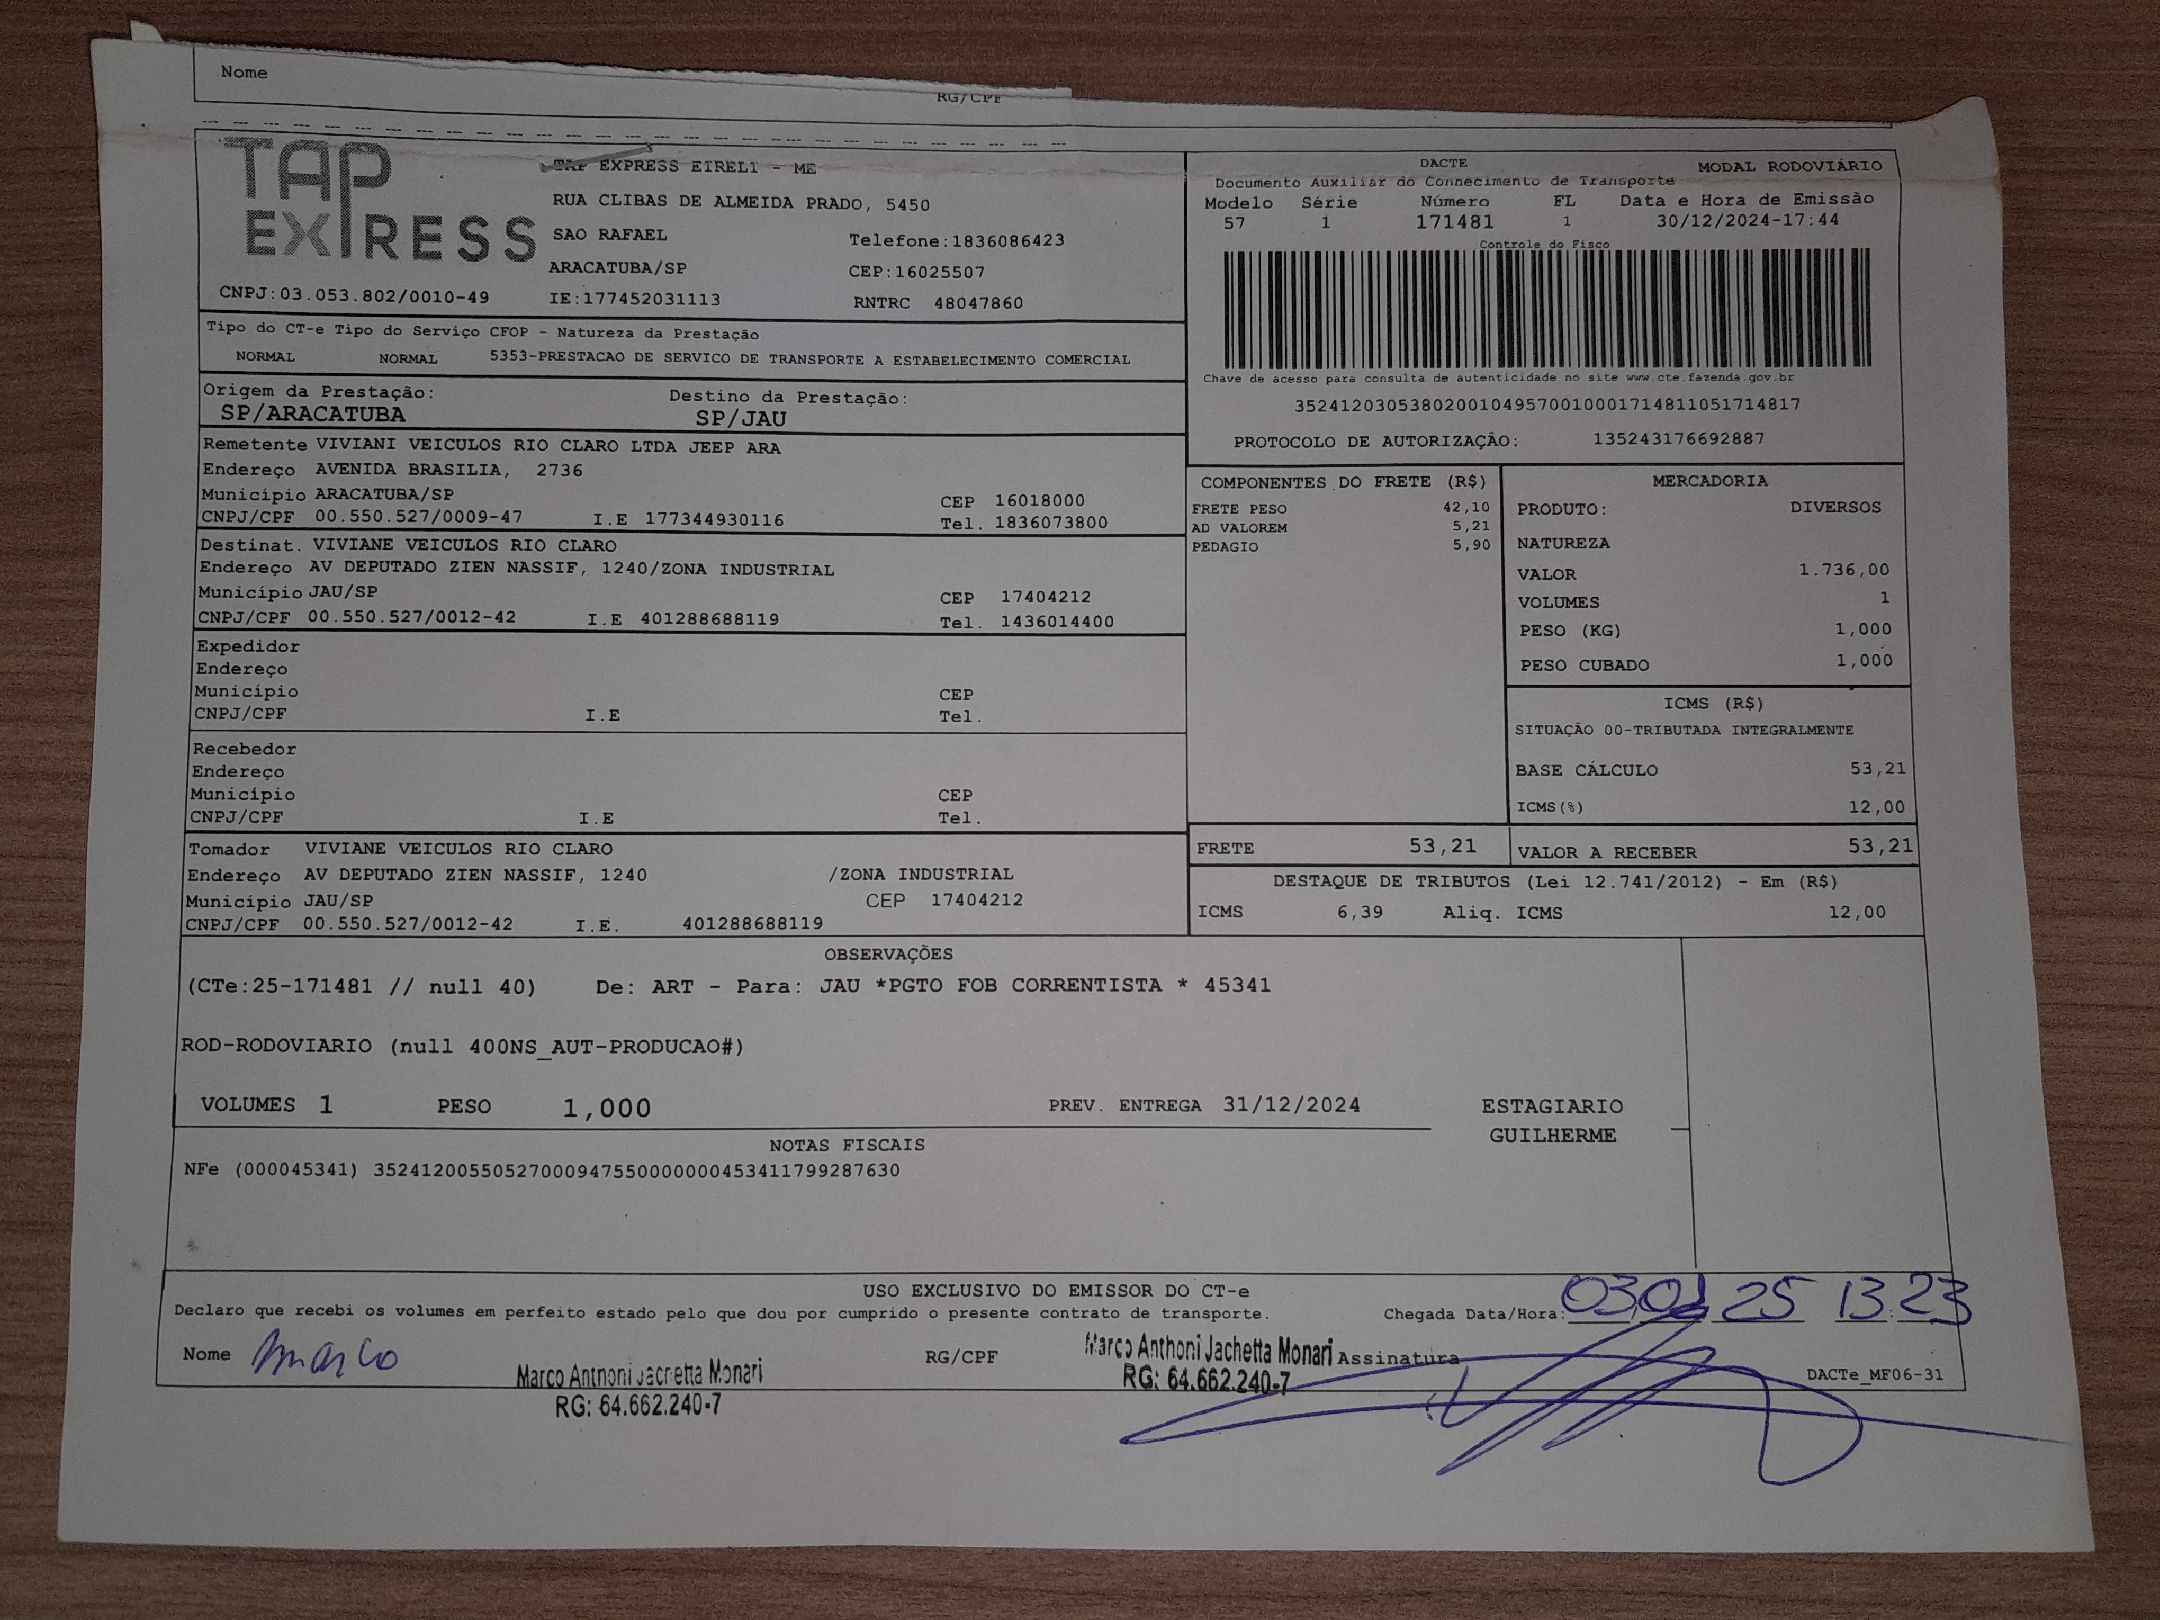 Nome
RG/CPF
TAP EXPRESS
TAP EXPRESS EIRELI - ME
RUA CLIBAS DE ALMEIDA PRADO, 5450
SAO RAFAEL Telefone:1836086423
ARACATUBA/SP CEP:16025507
CNPJ:03.053.802/0010-49 IE:177452031113 RNTRC 48047860
DACTE MODAL RODOVIÁRIO
Documento Auxiliar do Conhecimento de Transporte
Modelo Série Número FL Data e Hora de Emissão
57 1 171481 1 30/12/2024-17:44
Controle do Fisco
Chave de acesso para consulta de autenticidade no site www.cte.fazenda.gov.br
35241203053802001049570010001714811051714817
PROTOCOLO DE AUTORIZAÇÃO: 135243176692887
Tipo do CT-e Tipo do Serviço CFOP - Natureza da Prestação
NORMAL NORMAL 5353-PRESTACAO DE SERVICO DE TRANSPORTE A ESTABELECIMENTO COMERCIAL
Origem da Prestação: Destino da Prestação:
SP/ARACATUBA SP/JAU
Remetente VIVIANI VEICULOS RIO CLARO LTDA JEEP ARA
Endereço AVENIDA BRASILIA, 2736
Município ARACATUBA/SP CEP 16018000
CNPJ/CPF 00.550.527/0009-47 I.E 177344930116 Tel. 1836073800
Destinat. VIVIANE VEICULOS RIO CLARO
Endereço AV DEPUTADO ZIEN NASSIF, 1240/ZONA INDUSTRIAL
Município JAU/SP CEP 17404212
CNPJ/CPF 00.550.527/0012-42 I.E 401288688119 Tel. 1436014400
Expedidor
Endereço
Município CEP
CNPJ/CPF I.E Tel.
Recebedor
Endereço
Município CEP
CNPJ/CPF I.E Tel.
Tomador VIVIANE VEICULOS RIO CLARO
Endereço AV DEPUTADO ZIEN NASSIF, 1240 /ZONA INDUSTRIAL
Município JAU/SP CEP 17404212
CNPJ/CPF 00.550.527/0012-42 I.E. 401288688119
COMPONENTES DO FRETE (R$)
FRETE PESO 42,10
AD VALOREM 5,21
PEDAGIO 5,90
MERCADORIA
PRODUTO: DIVERSOS
NATUREZA
VALOR 1.736,00
VOLUMES 1
PESO (KG) 1,000
PESO CUBADO 1,000
ICMS (R$)
SITUAÇÃO 00-TRIBUTADA INTEGRALMENTE
BASE CÁLCULO 53,21
ICMS(%) 12,00
FRETE 53,21 VALOR A RECEBER 53,21
DESTAQUE DE TRIBUTOS (Lei 12.741/2012) - Em (R$)
ICMS 6,39 Aliq. ICMS 12,00
OBSERVAÇÕES
(CTe:25-171481 // null 40) De: ART - Para: JAU *PGTO FOB CORRENTISTA * 45341
ROD-RODOVIARIO (null 400NS_AUT-PRODUCAO#)
VOLUMES 1 PESO 1,000 PREV. ENTREGA 31/12/2024 ESTAGIARIO
GUILHERME
NOTAS FISCAIS
NFe (000045341) 35241200550527000947550000000453411799287630
USO EXCLUSIVO DO EMISSOR DO CT-e
Declaro que recebi os volumes em perfeito estado pelo que dou por cumprido o presente contrato de transporte. Chegada Data/Hora: 03/01/25 13:23
Nome Marco RG/CPF Marco Anthoni Jachetta Monari Assinatura
RG: 64.662.240-7 DACTe_MF06-31
Marco Anthoni Jachetta Monari
RG: 64.662.240-7